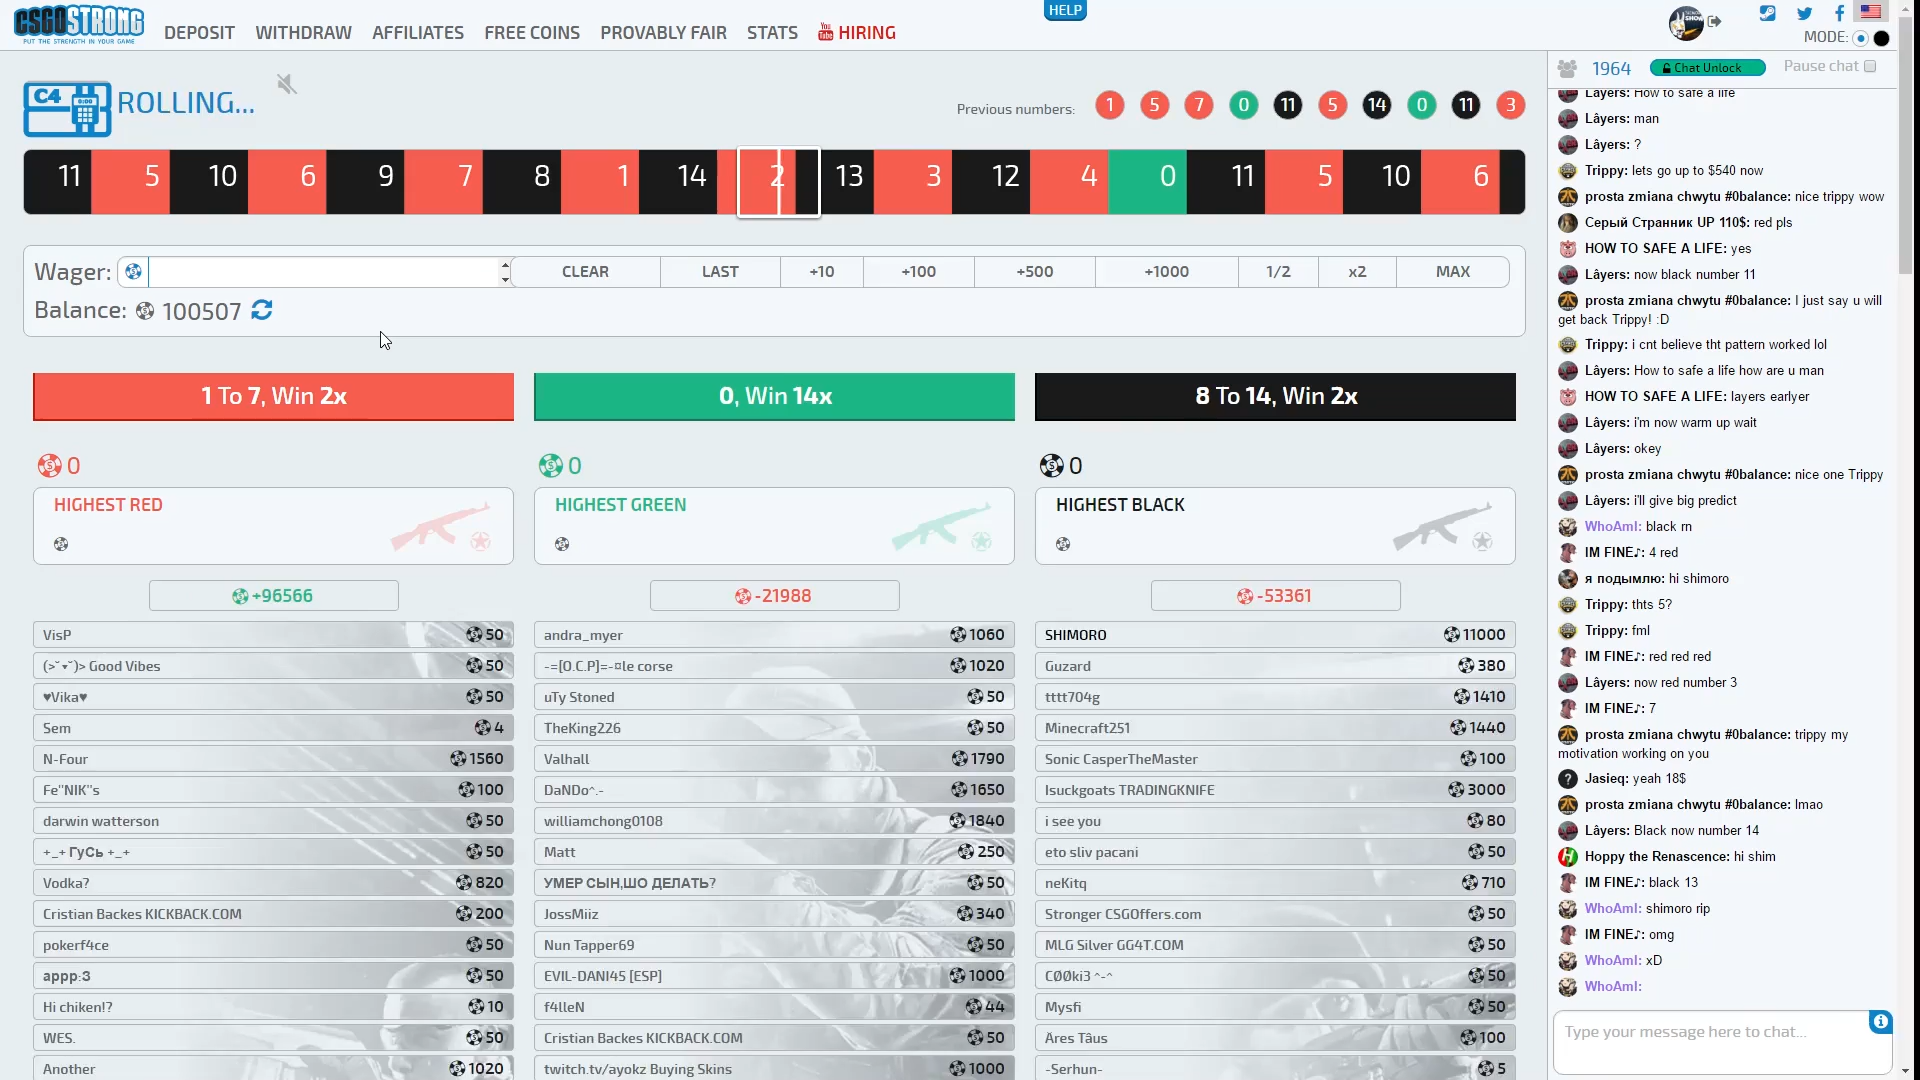 CSGOSTRONG
PUT THE STRENGTH IN YOUR GAME
DEPOSIT WITHDRAW AFFILIATES FREE COINS PROVABLY FAIR STATS You Tube HIRING
HELP
MODE:
C4 0:00 ROLLING...
Previous numbers: 1 5 7 0 11 5 14 0 11 3
11 5 10 6 9 7 8 1 14 2 13 3 12 4 0 11 5 10 6
Wager: CLEAR LAST +10 +100 +500 +1000 1/2 x2 MAX
Balance: 100507
1 To 7, Win 2x
0, Win 14x
8 To 14, Win 2x
0
0
0
HIGHEST RED
HIGHEST GREEN
HIGHEST BLACK
+96566
-21988
-53361
VisP 50
(>˘▾˘)> Good Vibes 50
♥Vika♥ 50
Sem 4
N-Four 1560
Fe"NIK"s 100
darwin watterson 50
+_+ ГуСь +_+ 50
Vodka? 820
Cristian Backes KICKBACK.COM 200
pokerf4ce 50
appp:3 50
Hi chiken!? 10
WES. 50
Another 1020
andra_myer 1060
-=[O.C.P]=-¤le corse 1020
uTy Stoned 50
TheKing226 50
Valhall 1790
DaNDo^.- 1650
williamchong0108 1840
Matt 250
УМЕР СЫН,ШО ДЕЛАТЬ? 50
JossMiiz 340
Nun Tapper69 50
EVIL-DANI45 [ESP] 1000
f4lleN 44
Cristian Backes KICKBACK.COM 50
twitch.tv/ayokz Buying Skins 1000
SHIMORO 11000
Guzard 380
tttt704g 1410
Minecraft251 1440
Sonic CasperTheMaster 100
Isuckgoats TRADINGKNIFE 3000
i see you 80
eto sliv pacani 50
neKitq 710
Stronger CSGOffers.com 50
MLG Silver GG4T.COM 50
CØØki3 ^-^ 50
Mysfi 50
Äres Tâus 100
-Serhun- 5
1964 Chat Unlock Pause chat
Lâyers: How to safe a life
Lâyers: man
Lâyers: ?
Trippy: lets go up to $540 now
prosta zmiana chwytu #0balance: nice trippy wow
Серый Странник UP 110$: red pls
HOW TO SAFE A LIFE: yes
Lâyers: now black number 11
prosta zmiana chwytu #0balance: I just say u will
get back Trippy! :D
Trippy: i cnt believe tht pattern worked lol
Lâyers: How to safe a life how are u man
HOW TO SAFE A LIFE: layers earlyer
Lâyers: i'm now warm up wait
Lâyers: okey
prosta zmiana chwytu #0balance: nice one Trippy
Lâyers: i'll give big predict
WhoAmI: black rn
IM FINE♪: 4 red
я подымлю: hi shimoro
Trippy: thts 5?
Trippy: fml
IM FINE♪: red red red
Lâyers: now red number 3
IM FINE♪: 7
prosta zmiana chwytu #0balance: trippy my
motivation working on you
Jasieq: yeah 18$
prosta zmiana chwytu #0balance: lmao
Lâyers: Black now number 14
Hoppy the Renascence: hi shim
IM FINE♪: black 13
WhoAmI: shimoro rip
IM FINE♪: omg
WhoAmI: xD
WhoAmI:
Type your message here to chat...